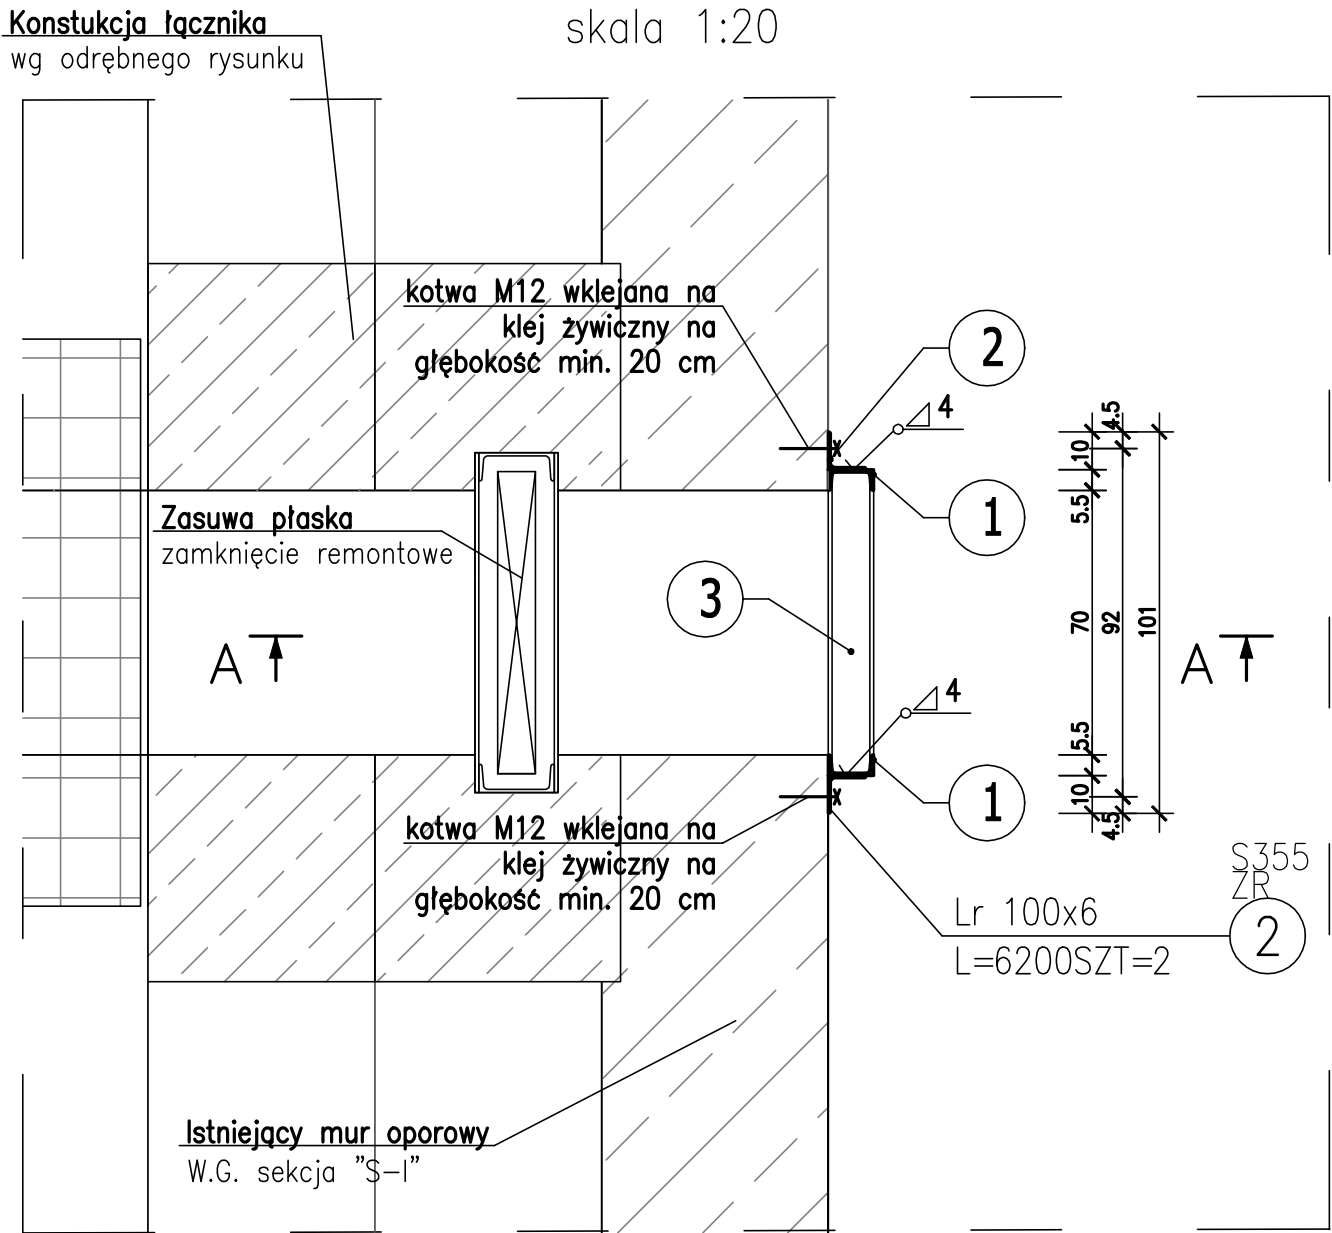 skala 1:20
Konstukcja łącznika
wg odrębnego rysunku
kotwa M12 wklejana na
klej żywiczny na
głębokość min. 20 cm
2
4
1
Zasuwa płaska
zamknięcie remontowe
3
A
A
4
1
4.5
10
5.5
70
92
101
5.5
10
4.5
kotwa M12 wklejana na
klej żywiczny na
głębokość min. 20 cm
S355
ZR
Lr 100x6
2
L=6200SZT=2
Istniejący mur oporowy
W.G. sekcja "S-I"